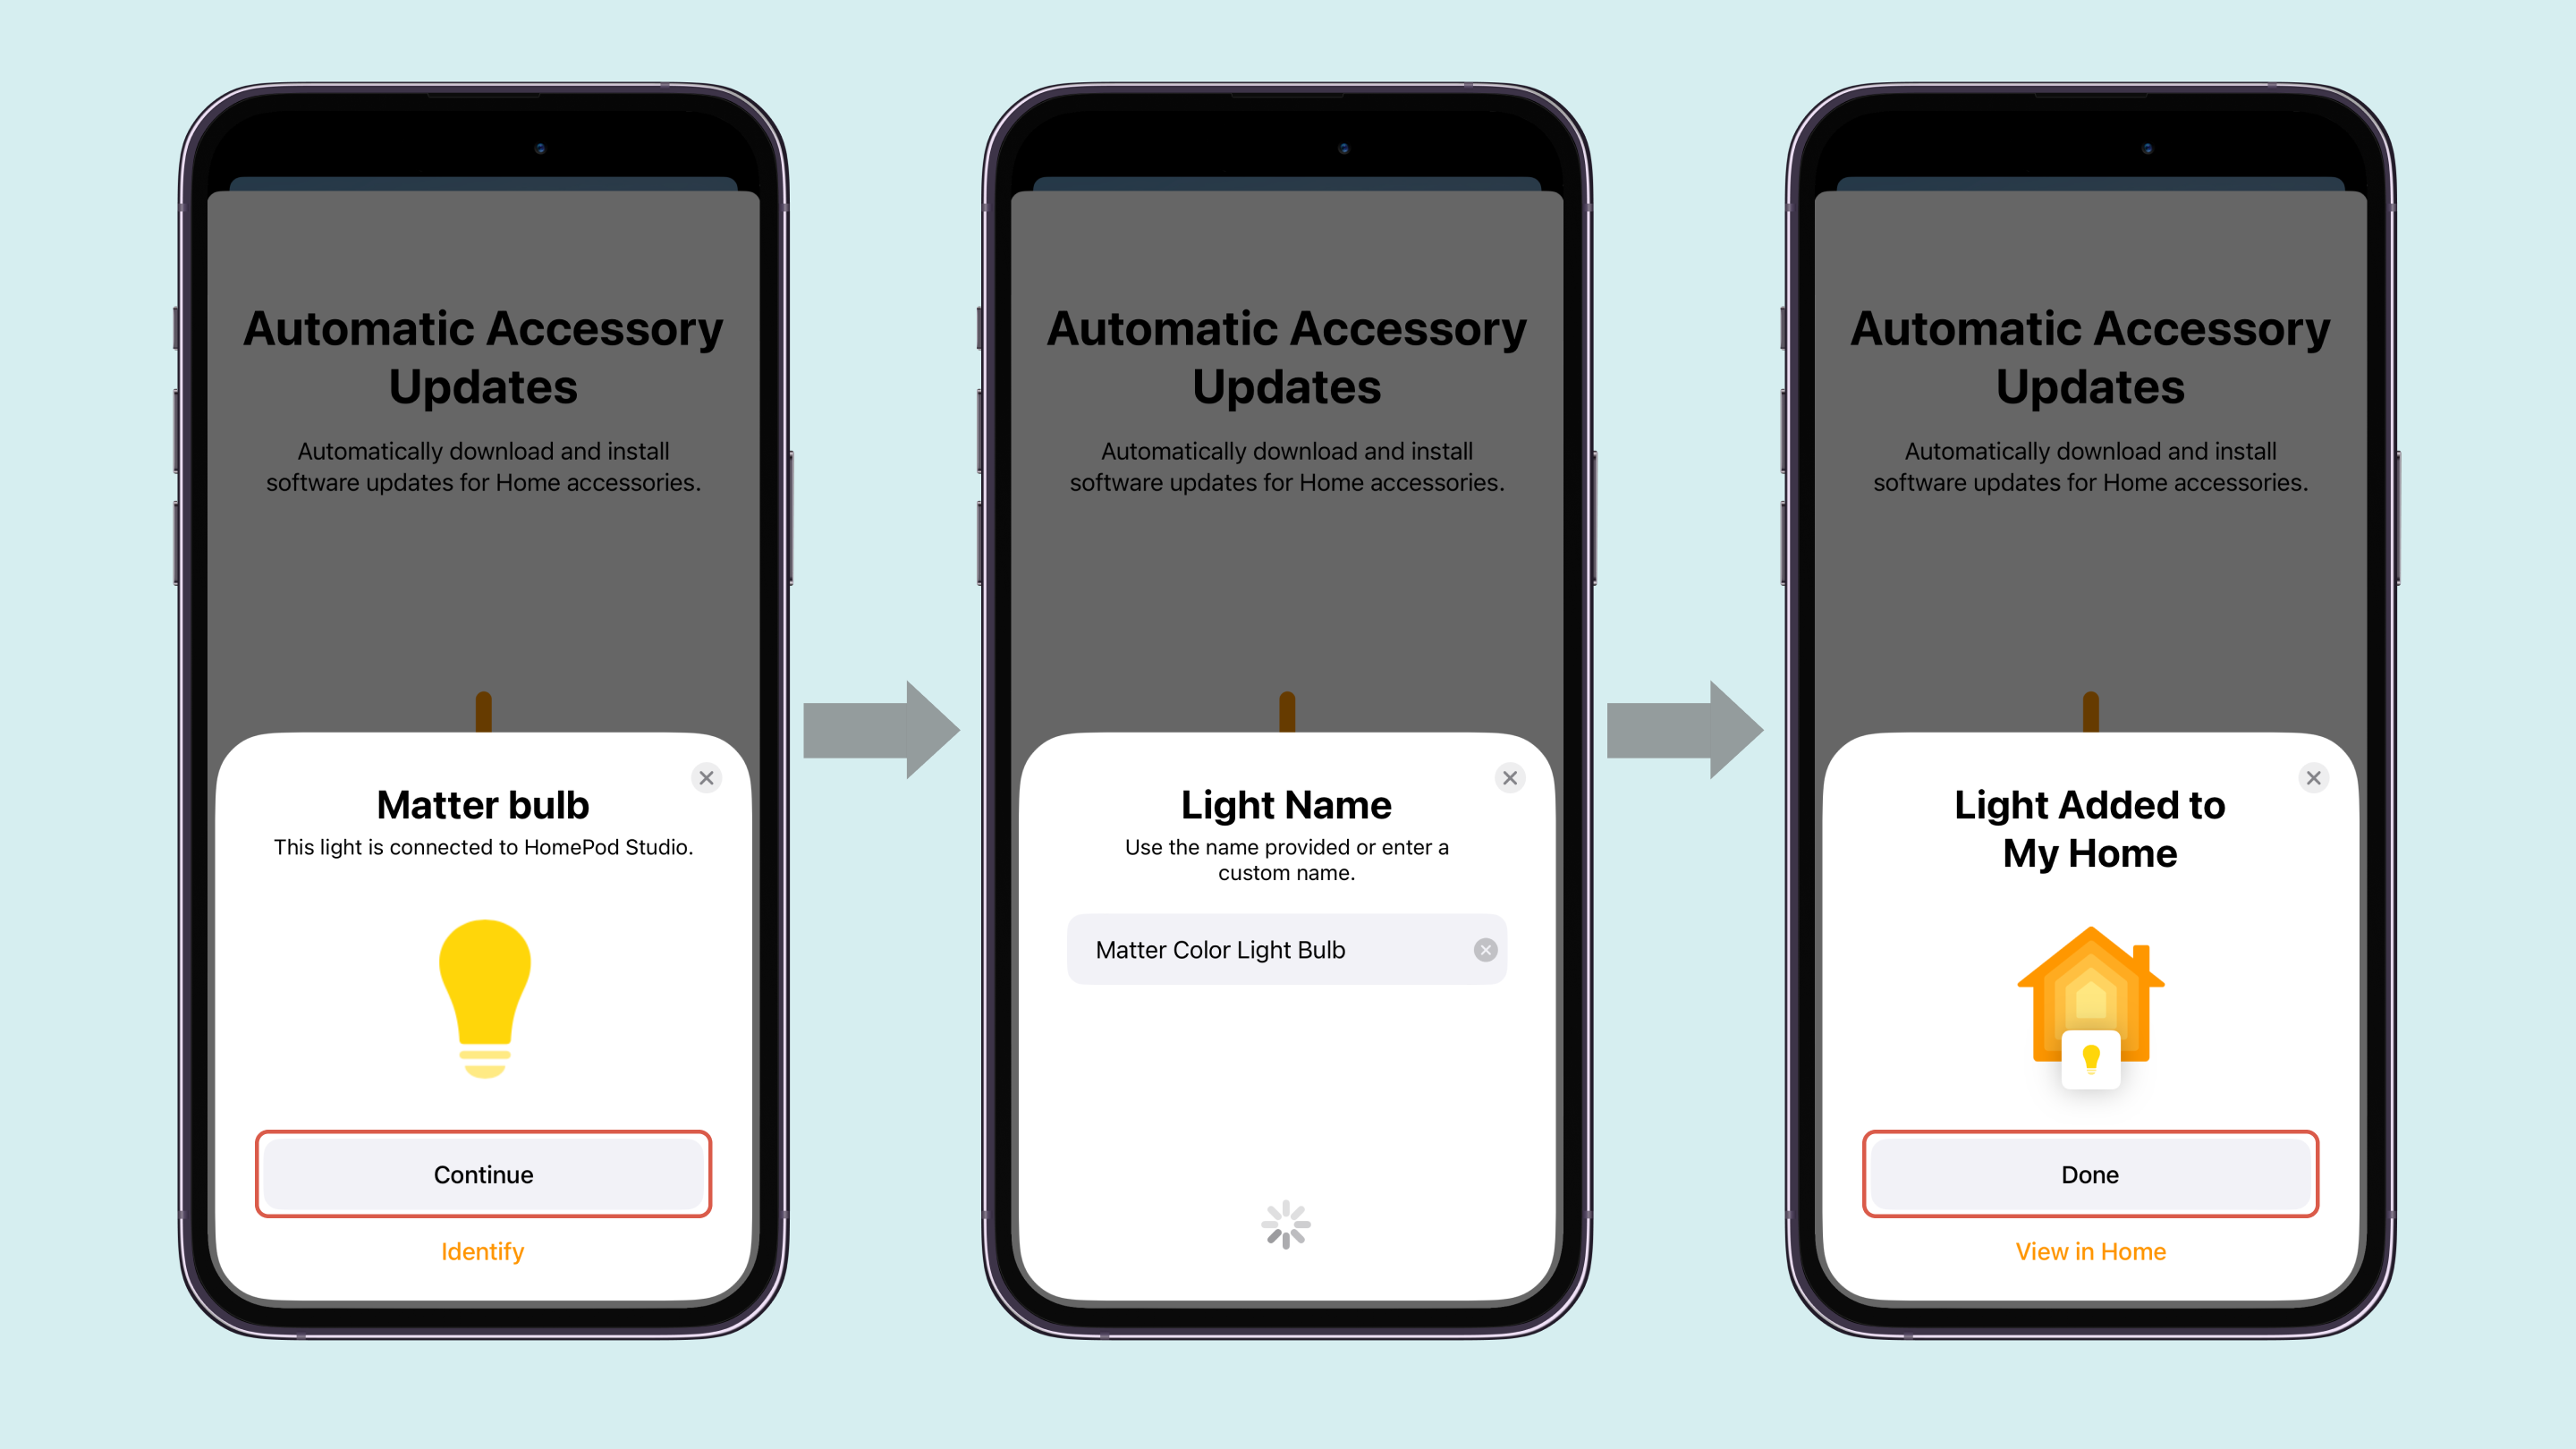 Automatic Accessory
Updates
Automatically download and install
software updates for Home accessories.
Matter bulb
This light is connected to HomePod Studio.
Continue
Identify
Automatic Accessory
Updates
Automatically download and install
software updates for Home accessories.
Light Name
Use the name provided or enter a
custom name.
Matter Color Light Bulb
Automatic Accessory
Updates
Automatically download and install
software updates for Home accessories.
Light Added to
My Home
Done
View in Home